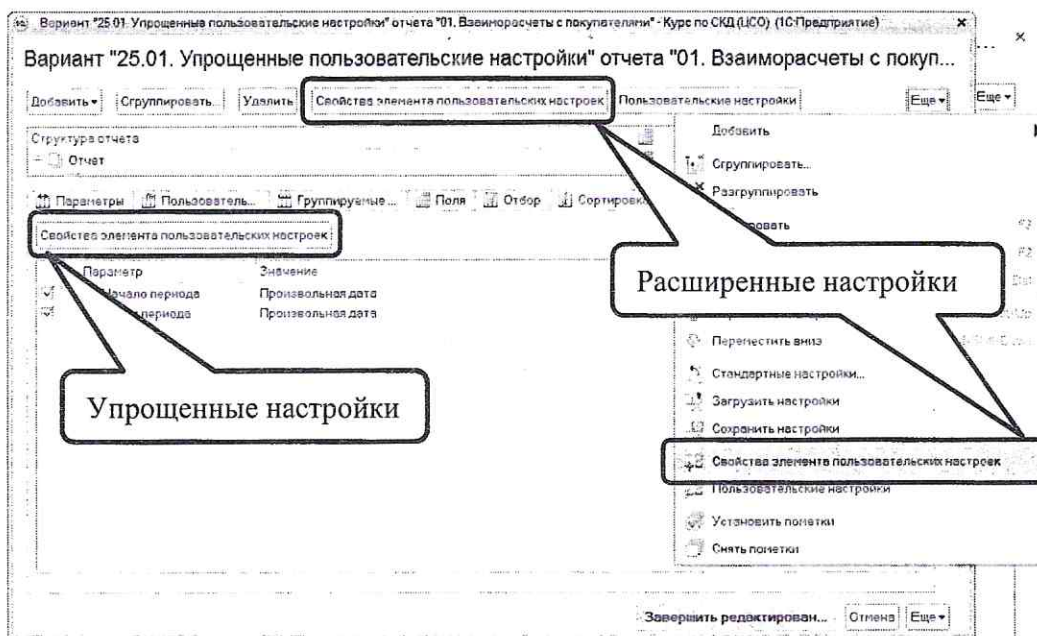 Вариант "25.01. Упрощенные пользовательские настройки" отчета "01. Взаиморасчеты с покупателями" - Курс по СКД (ЦСО) (1С:Предприятие)
Вариант "25.01. Упрощенные пользовательские настройки" отчета "01. Взаиморасчеты с покуп...
Добавить Сгруппировать... Удалить Свойства элемента пользовательских настроек Пользовательские настройки Еще Еще
Структура отчета
Отчет
Параметры Пользователь... Группируемые ... Поля Отбор Сортировка
Свойства элемента пользовательских настроек
Параметр Значение
Начало периода Произвольная дата
периода Произвольная дата
Упрощенные настройки
Добавить
Сгруппировать...
Разгруппировать
Расширенные настройки
F2
Переместить вниз
Стандартные настройки...
Загрузить настройки
Сохранить настройки
Свойства элемента пользовательских настроек
Пользовательские настройки
Установить пометки
Снять пометки
Завершить редактирован... Отмена Еще